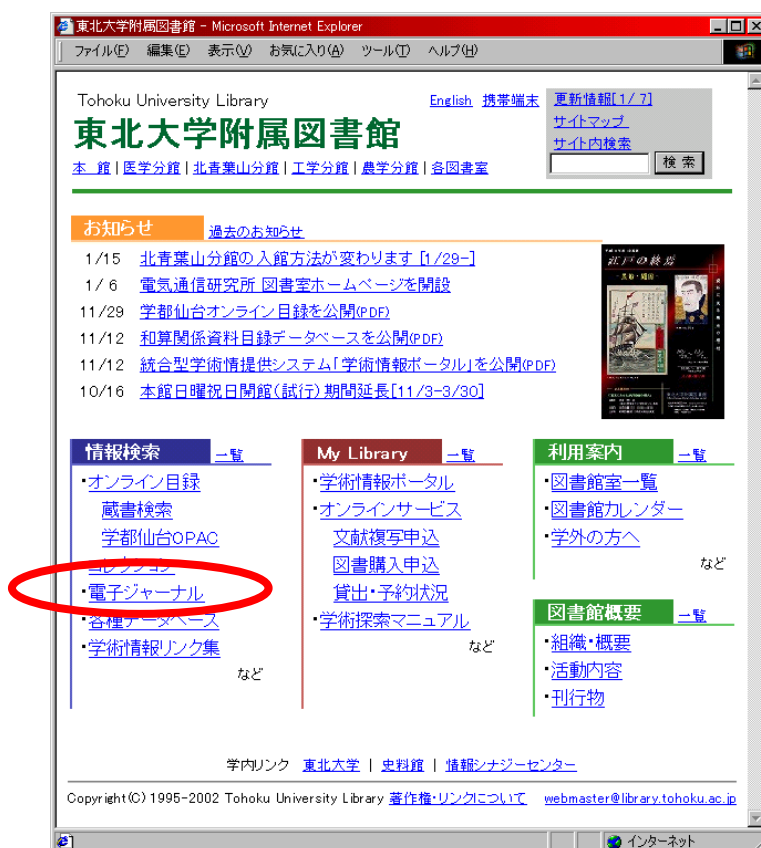 東北大学附属図書館 - Microsoft Internet Explorer
ファイル(F) 編集(E) 表示(V) お気に入り(A) ツール(T) ヘルプ(H)
Tohoku University Library
English 携帯端末
更新情報[1/7]
東北大学附属図書館
サイトマップ
サイト内検索
検索
本 館 | 医学分館 | 北青葉山分館 | 工学分館 | 農学分館 | 各図書室
お知らせ 過去のお知らせ
1/15 北青葉山分館の入館方法が変わります [1/29-]
1/ 6 電気通信研究所 図書室ホームページを開設
11/29 学都仙台オンライン目録を公開(PDF)
11/12 和算関係資料目録データベースを公開(PDF)
11/12 統合型学術情提供システム「学術情報ポータル」を公開(PDF)
10/16 本館日曜祝日開館(試行)期間延長[11/3-3/30]
江戸の終焉
情報検索 一覧
・オンライン目録
蔵書検索
学都仙台OPAC
コレクション
・電子ジャーナル
・各種データベース
・学術情報リンク集
など
My Library 一覧
・学術情報ポータル
・オンラインサービス
文献複写申込
図書購入申込
貸出・予約状況
・学術探索マニュアル
など
利用案内 一覧
・図書館室一覧
・図書館カレンダー
・学外の方へ
など
図書館概要 一覧
・組織・概要
・活動内容
・刊行物
学内リンク 東北大学 | 史料館 | 情報シナジーセンター
Copyright(C) 1995-2002 Tohoku University Library 著作権・リンクについて webmaster@library.tohoku.ac.jp
インターネット